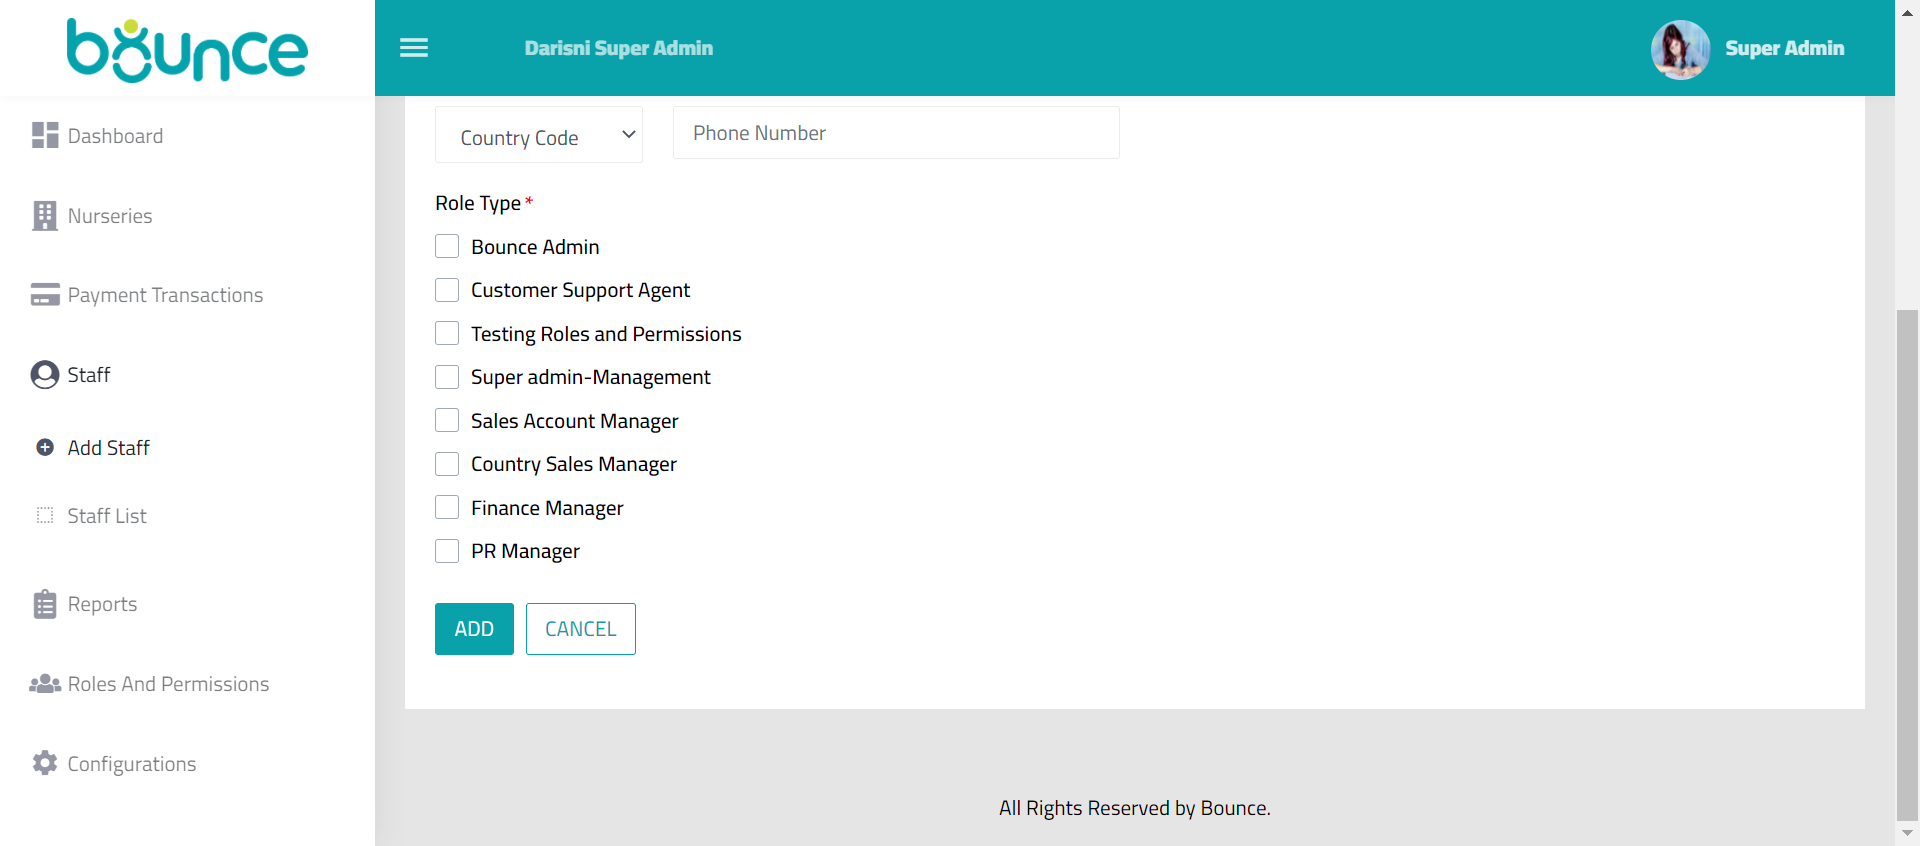 bounce
Darisni Super Admin
Super Admin
Dashboard
Nurseries
Payment Transactions
Staff
Add Staff
Staff List
Reports
Roles And Permissions
Configurations
Country Code
Phone Number
Role Type *
Bounce Admin
Customer Support Agent
Testing Roles and Permissions
Super admin-Management
Sales Account Manager
Country Sales Manager
Finance Manager
PR Manager
ADD
CANCEL
All Rights Reserved by Bounce.